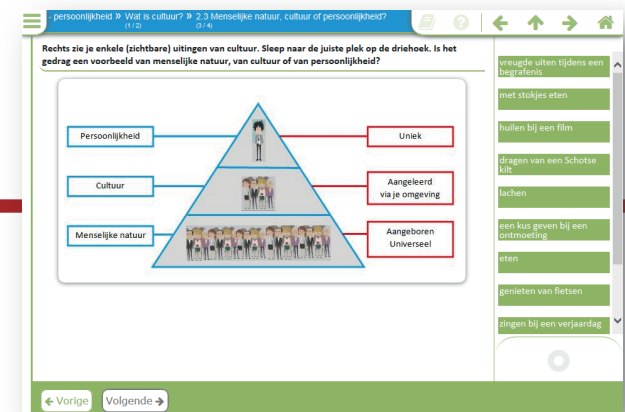 - persoonlijkheid » Wat is cultuur? » 2.3 Menselijke natuur, cultuur of persoonlijkheid?
(1 / 2) (3 / 4)
Rechts zie je enkele (zichtbare) uitingen van cultuur. Sleep naar de juiste plek op de driehoek. Is het
gedrag een voorbeeld van menselijke natuur, van cultuur of van persoonlijkheid?
Persoonlijkheid
Uniek
Cultuur
Aangeleerd
via je omgeving
Menselijke natuur
Aangeboren
Universeel
vreugde uiten tijdens een
begrafenis
met stokjes eten
huilen bij een film
dragen van een Schotse
kilt
lachen
een kus geven bij een
ontmoeting
eten
genieten van fietsen
zingen bij een verjaardag
Vorige
Volgende